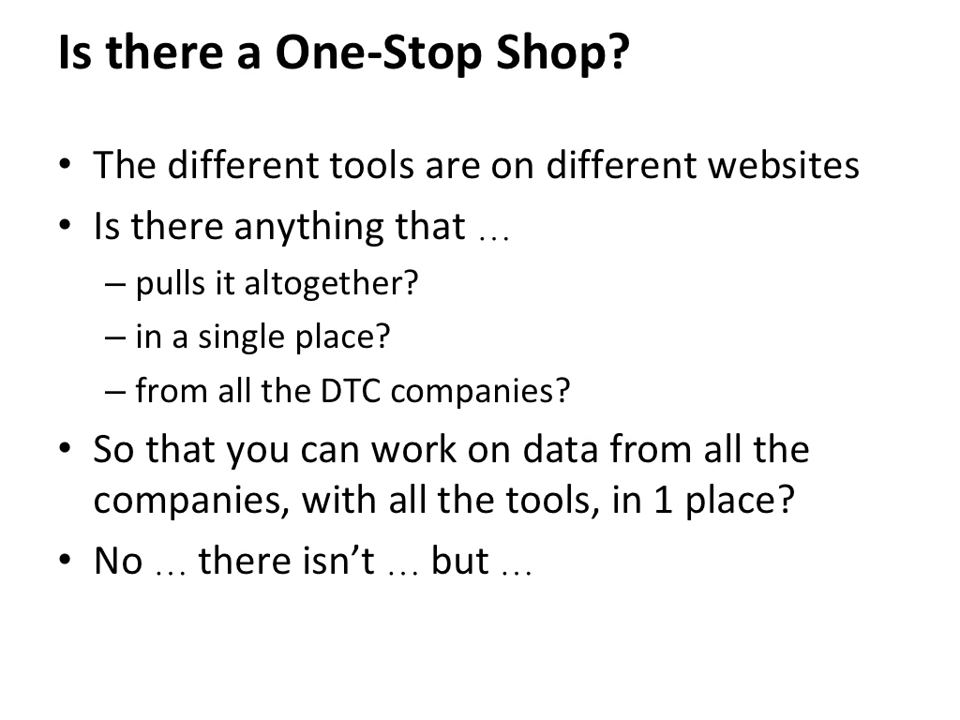 Is there a One-Stop Shop?
• The different tools are on different websites
• Is there anything that …
– pulls it altogether?
– in a single place?
– from all the DTC companies?
• So that you can work on data from all the
companies, with all the tools, in 1 place?
• No … there isn’t … but …